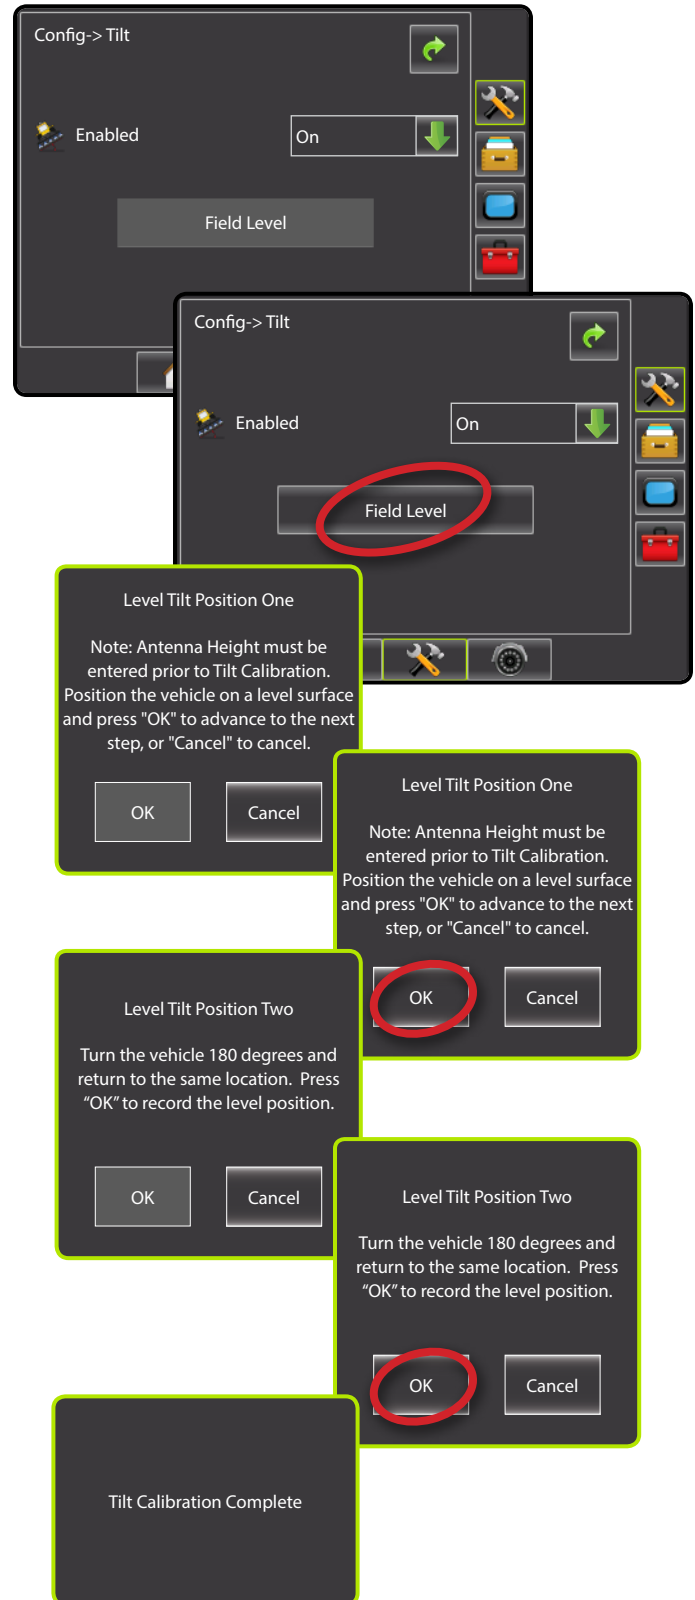 Config-> Tilt
Enabled
On
Field Level
Config-> Tilt
Enabled
On
Field Level
Level Tilt Position One
Note: Antenna Height must be
entered prior to Tilt Calibration.
Position the vehicle on a level surface
and press "OK" to advance to the next
step, or "Cancel" to cancel.
OK
Cancel
Level Tilt Position One
Note: Antenna Height must be
entered prior to Tilt Calibration.
Position the vehicle on a level surface
and press "OK" to advance to the next
step, or "Cancel" to cancel.
OK
Cancel
Level Tilt Position Two
Turn the vehicle 180 degrees and
return to the same location.  Press
“OK” to record the level position.
OK
Cancel
Level Tilt Position Two
Turn the vehicle 180 degrees and
return to the same location.  Press
“OK” to record the level position.
OK
Cancel
Tilt Calibration Complete